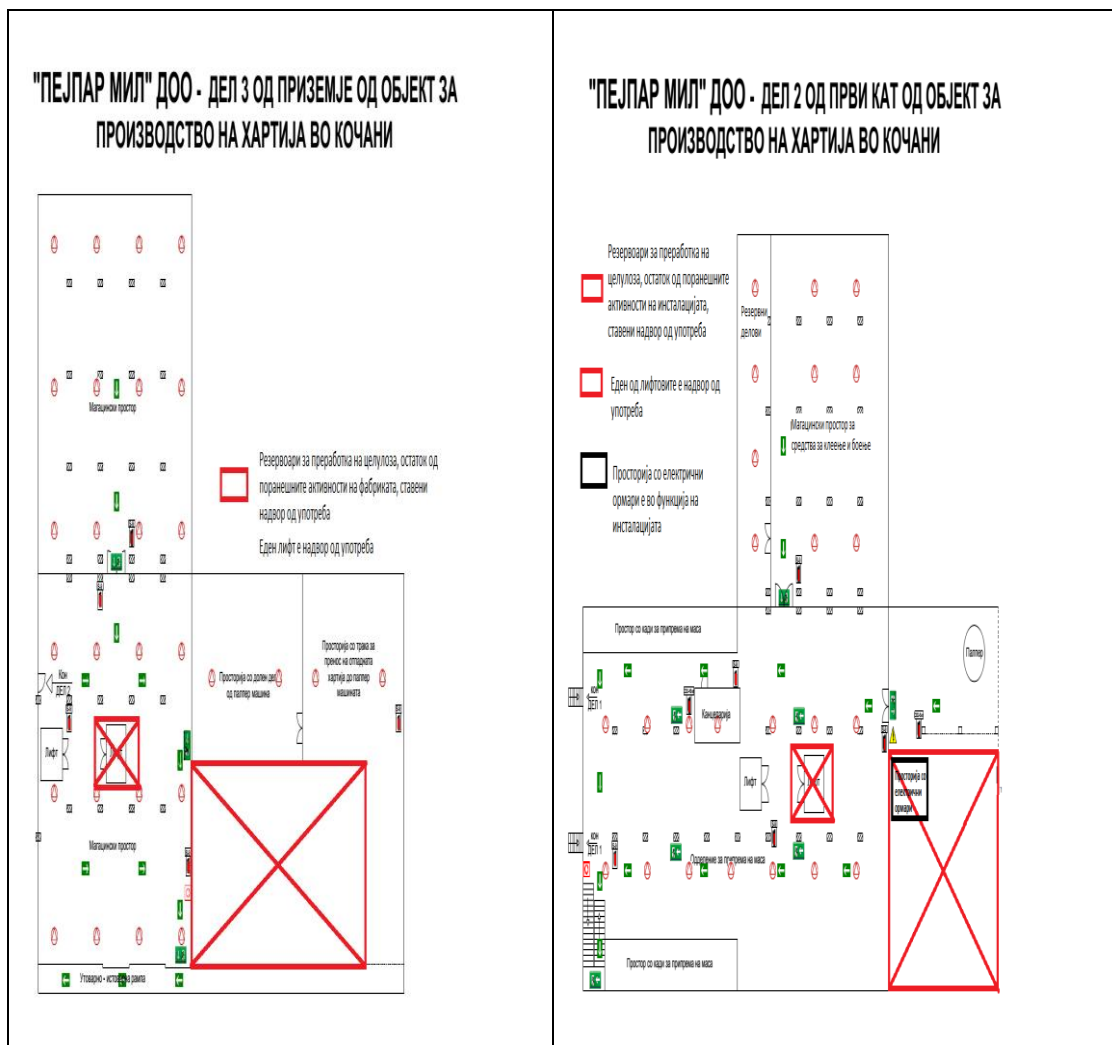 "ПЕЈПАР МИЛ" ДОО - ДЕЛ 3 ОД ПРИЗЕМЈЕ ОД ОБЈЕКТ ЗА
ПРОИЗВОДСТВО НА ХАРТИЈА ВО КОЧАНИ
Магацински простор
Резервоари за преработка на целулоза, остаток од
поранешните активности на фабриката, ставени
надвор од употреба
Еден лифт е надвор од употреба
Кон
ДЕЛ 2
Просторија со долен дел
од палпер машина
Просторија со трака за
пренос на отпадната
хартија до палпер
машината
Лифт
Магацински простор
Утоварно - истоварна рампа
"ПЕЈПАР МИЛ" ДОО - ДЕЛ 2 ОД ПРВИ КАТ ОД ОБЈЕКТ ЗА
ПРОИЗВОДСТВО НА ХАРТИЈА ВО КОЧАНИ
Резервоари за преработка на
целулоза, остаток од поранешните
активности на инсталацијата,
ставени надвор од употреба
Еден од лифтовите е надвор од
употреба
Просторија со електрични
ормари е во функција на
инсталацијата
Резервни
делови
Магацински простор за
средства за клеење и боење
Простор со кади за припрема на маса
Палпер
КОН
ДЕЛ 1
Канцеларија
Лифт
Лифт
Просторија со
електрични
ормари
КОН
ДЕЛ 1
Одделение за припрема на маса
Простор со кади за припрема на маса